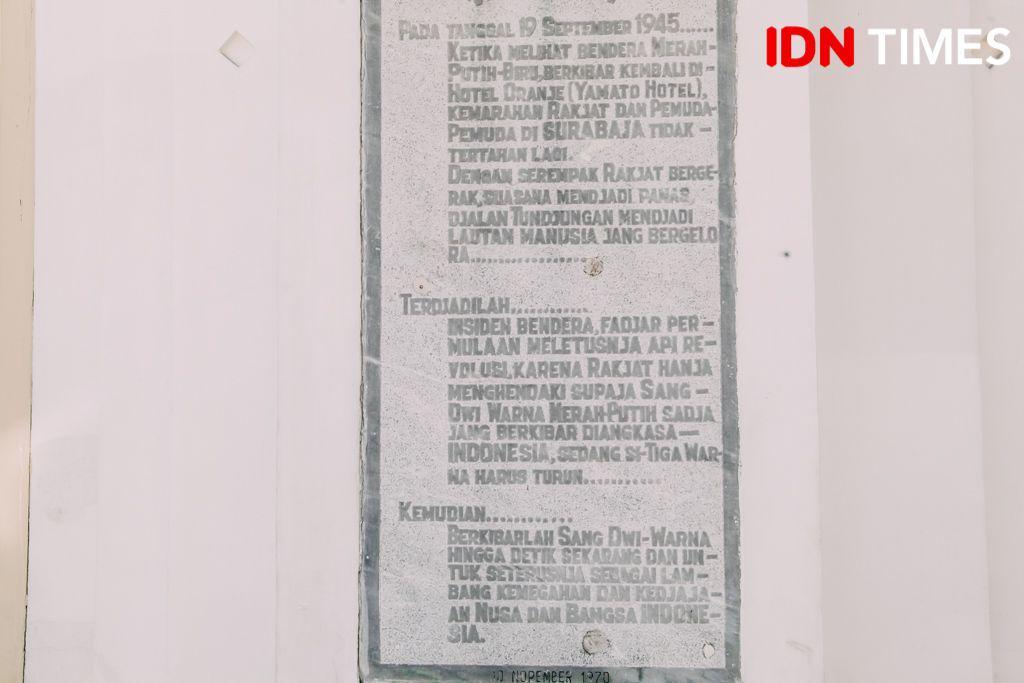 IDN TIMES
PADA TANGGAL 19 SEPTEMBER 1945......
KETIKA MELIHAT BENDERA MERAH-
PUTIH-BIRU, BERKIBAR KEMBALI DI-
HOTEL ORANJE (YAMATO HOTEL),
KEMARAHAN RAKJAT DAN PEMUDA-
PEMUDA DI SURABAJA TIDAK -
TERTAHAN LAGI.
DENGAN SEREMPAK RAKJAT BERGE-
RAK, SUASANA MENDJADI PANAS,
DJALAN TUNDJUNGAN MENDJADI
LAUTAN MANUSIA JANG BERGELO
RA..................
TERDJADILAH............
INSIDEN BENDERA, FADJAR PER-
MULAAN MELETUSNJA API RE-
VOLUSI, KARENA RAKJAT HANJA
MENGHENDAKI SUPAJA SANG -
DWI WARNA MERAH-PUTIH SADJA
JANG BERKIBAR DIANGKASA-
INDONESIA, SEDANG SI-TIGA WAR-
NA HARUS TURUN............
KEMUDIAN............
BERKIBARLAH SANG DWI-WARNA
HINGGA DETIK SEKARANG DAN UN-
TUK SETERUSNJA SEBAGAI LAM-
BANG KEMEGAHAN DAN KEDJAJA-
AN NUSA DAN BANGSA INDONE-
SIA.
10 NOPEMBER 1970